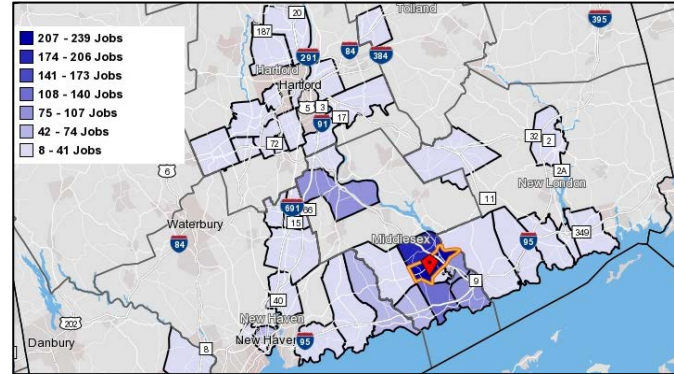 207 - 239 Jobs
174 - 206 Jobs
141 - 173 Jobs
108 - 140 Jobs
75 - 107 Jobs
42 - 74 Jobs
8 - 41 Jobs
Tolland
20
395
187
84
291
384
Hartford
Hartford
5
3
17
91
32
2
72
6
2A
New London
11
691
66
15
Waterbury
84
Middlesex
349
95
9
40
202
New Haven
New Haven
8
95
Danbury